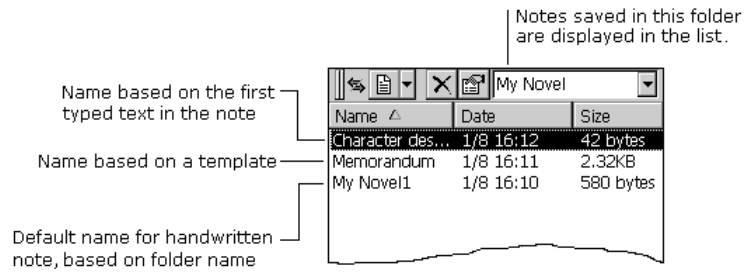 Notes saved in this folder
are displayed in the list.
Name based on the first
typed text in the note
My Novel
Name Date Size
Character des... 1/8 16:12 42 bytes
Name based on a template
Memorandum 1/8 16:11 2.32KB
My Novel1 1/8 16:10 580 bytes
Default name for handwritten
note, based on folder name